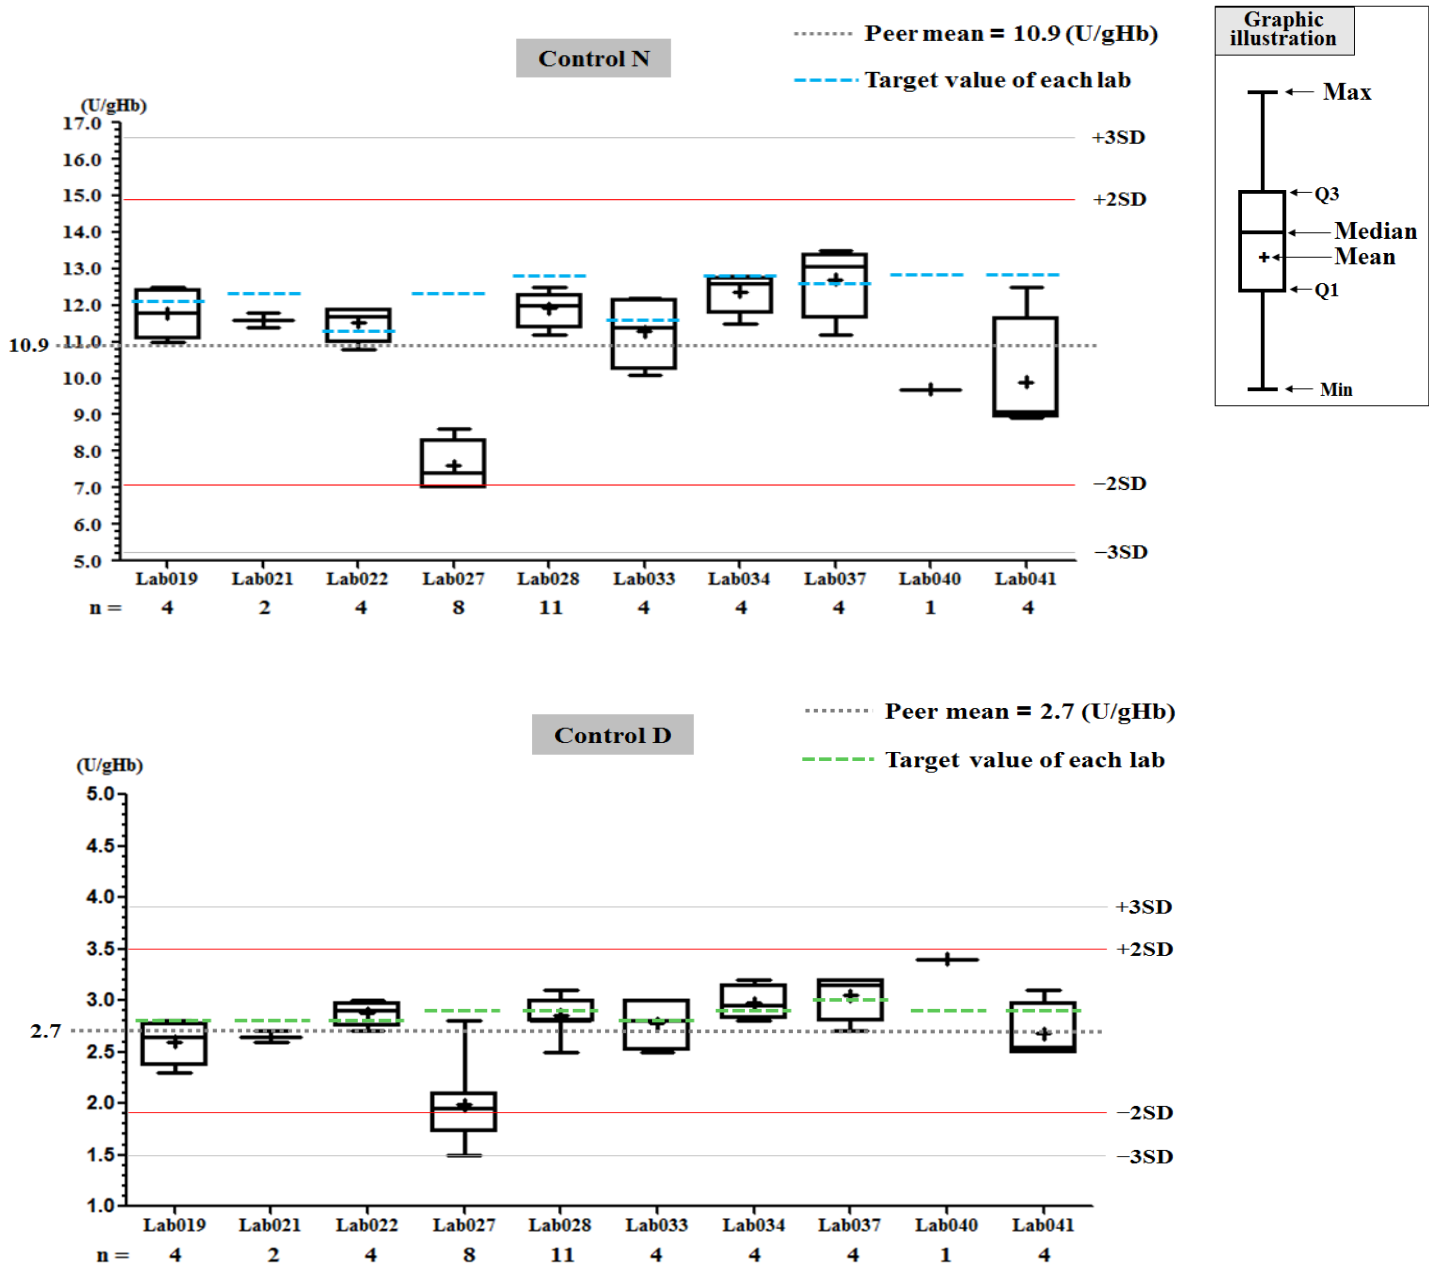 Control N
Peer mean = 10.9 (U/gHb)
Target value of each lab
(U/gHb)
17.0
16.0
15.0
14.0
13.0
12.0
11.0
10.9
10.0
9.0
8.0
7.0
6.0
5.0
+3SD
+2SD
−2SD
−3SD
Lab019 Lab021 Lab022 Lab027 Lab028 Lab033 Lab034 Lab037 Lab040 Lab041
n = 4 2 4 8 11 4 4 4 1 4
Graphic
illustration
Max
Q3
Median
Mean
Q1
Min
Control D
Peer mean = 2.7 (U/gHb)
Target value of each lab
(U/gHb)
5.0
4.5
4.0
3.5
3.0
2.7
2.5
2.0
1.5
1.0
+3SD
+2SD
−2SD
−3SD
Lab019 Lab021 Lab022 Lab027 Lab028 Lab033 Lab034 Lab037 Lab040 Lab041
n = 4 2 4 8 11 4 4 4 1 4